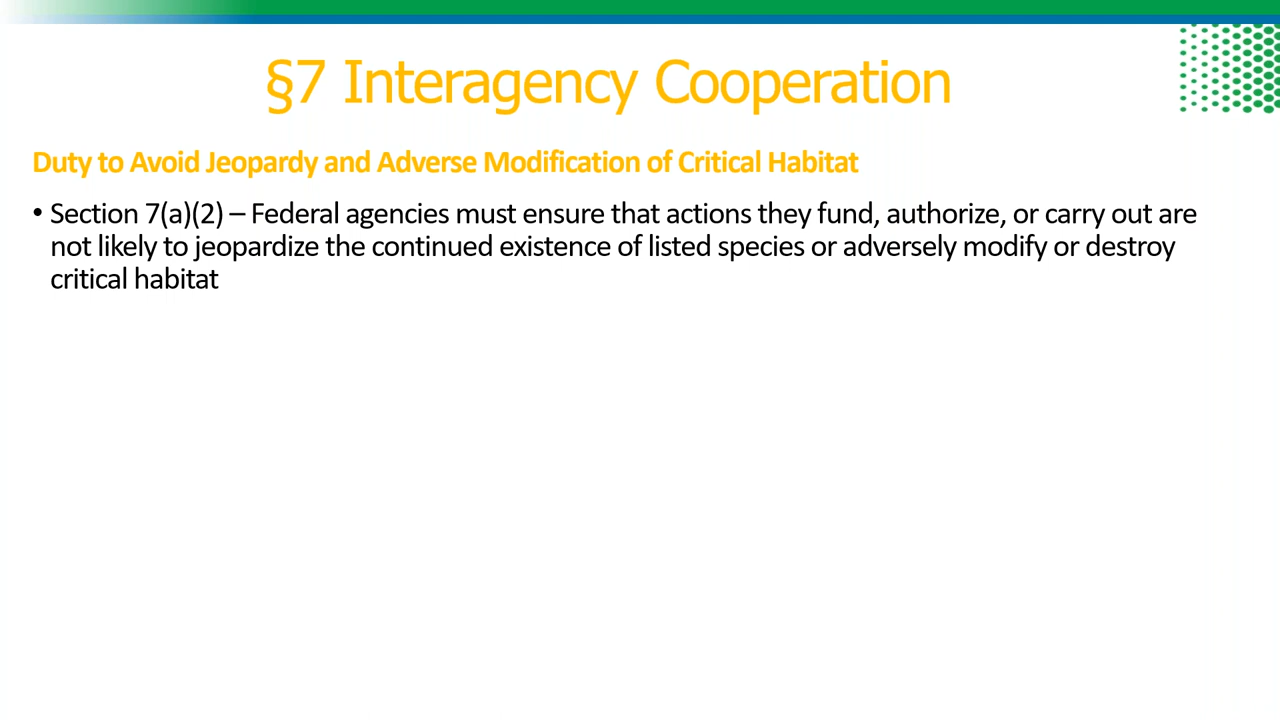 §7 Interagency Cooperation
Duty to Avoid Jeopardy and Adverse Modification of Critical Habitat
• Section 7(a)(2) – Federal agencies must ensure that actions they fund, authorize, or carry out are
not likely to jeopardize the continued existence of listed species or adversely modify or destroy
critical habitat